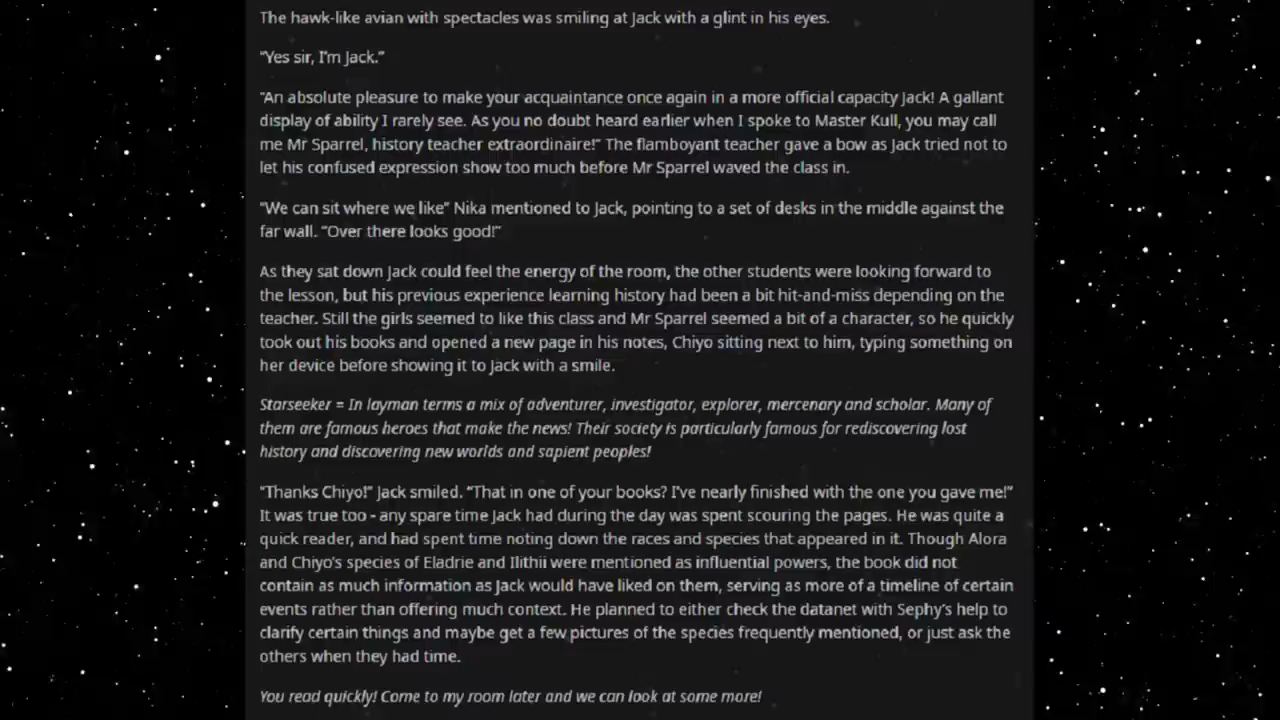 The hawk-like avian with spectacles was smiling at Jack with a glint in his eyes.
“Yes sir, I’m Jack.”
“An absolute pleasure to make your acquaintance once again in a more official capacity Jack! A gallant
display of ability I rarely see. As you no doubt heard earlier when I spoke to Master Kull, you may call
me Mr Sparrel, history teacher extraordinaire!” The flamboyant teacher gave a bow as Jack tried not to
let his confused expression show too much before Mr Sparrel waved the class in.
“We can sit where we like” Nika mentioned to Jack, pointing to a set of desks in the middle against the
far wall. “Over there looks good!”
As they sat down Jack could feel the energy of the room, the other students were looking forward to
the lesson, but his previous experience learning history had been a bit hit-and-miss depending on the
teacher. Still the girls seemed to like this class and Mr Sparrel seemed a bit of a character, so he quickly
took out his books and opened a new page in his notes, Chiyo sitting next to him, typing something on
her device before showing it to Jack with a smile.
Starseeker = In layman terms a mix of adventurer, investigator, explorer, mercenary and scholar. Many of
them are famous heroes that make the news! Their society is particularly famous for rediscovering lost
history and discovering new worlds and sapient peoples!
“Thanks Chiyo!” Jack smiled. “That in one of your books? I’ve nearly finished with the one you gave me!”
It was true too - any spare time Jack had during the day was spent scouring the pages. He was quite a
quick reader, and had spent time noting down the races and species that appeared in it. Though Alora
and Chiyo’s species of Eladrie and Ilithii were mentioned as influential powers, the book did not
contain as much information as Jack would have liked on them, serving as more of a timeline of certain
events rather than offering much context. He planned to either check the datanet with Sephy’s help to
clarify certain things and maybe get a few pictures of the species frequently mentioned, or just ask the
others when they had time.
You read quickly! Come to my room later and we can look at some more!